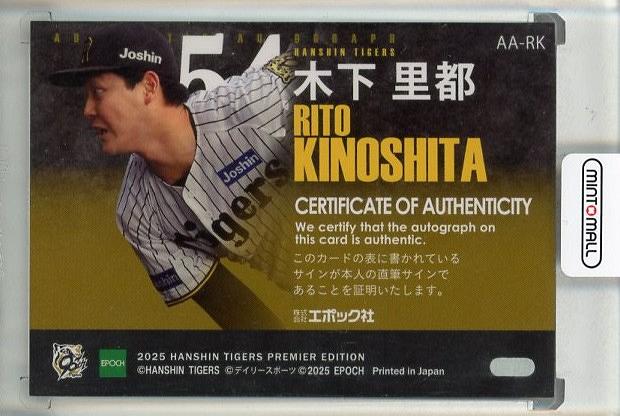 54
HANSHIN TIGERS
AA-RK
Joshin
木下 里都
RITO
KINOSHITA
Joshin
Tigers
CERTIFICATE OF AUTHENTICITY
We certify that the autograph on
this card is authentic.
このカードの表に書かれている
サインが本人の直筆サインで
あることを証明いたします。
株式会社エポック社
mintomall
EPOCH
2025 HANSHIN TIGERS PREMIER EDITION
©HANSHIN TIGERS ©デイリースポーツ ©2025 EPOCH Printed in Japan